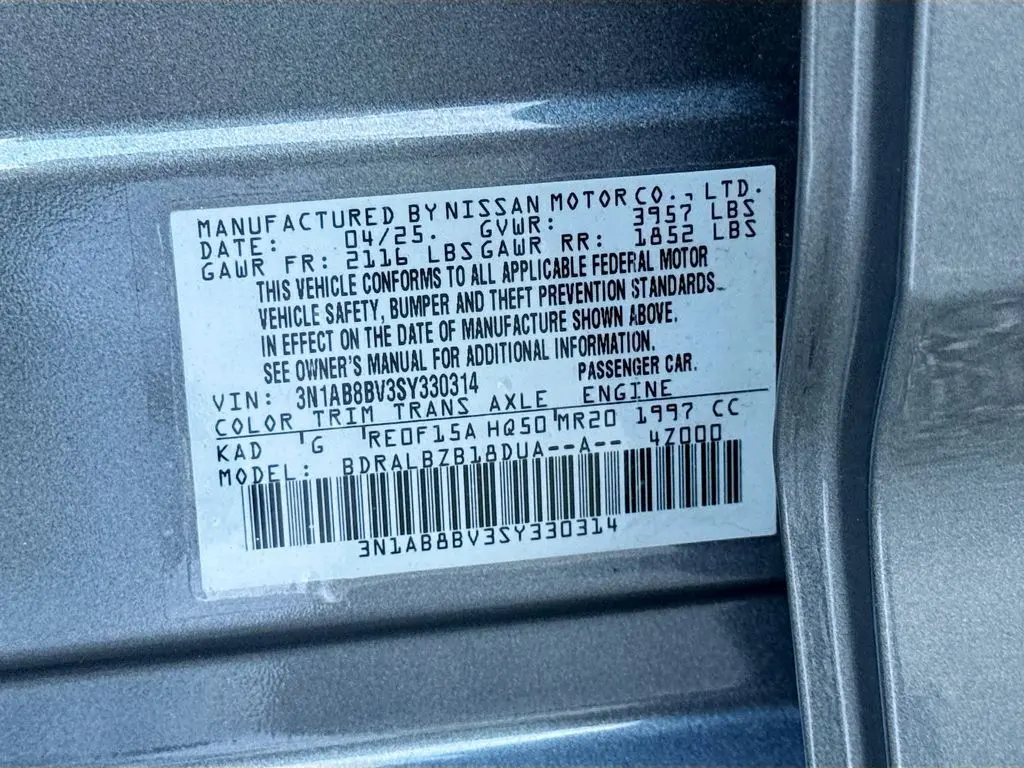 MANUFACTURED BY NISSAN MOTOR CO., LTD.
DATE: 04/25. GVWR: 3957 LBS
GAWR FR: 2116 LBS GAWR RR: 1852 LBS
THIS VEHICLE CONFORMS TO ALL APPLICABLE FEDERAL MOTOR
VEHICLE SAFETY, BUMPER AND THEFT PREVENTION STANDARDS
IN EFFECT ON THE DATE OF MANUFACTURE SHOWN ABOVE.
SEE OWNER'S MANUAL FOR ADDITIONAL INFORMATION.
VIN: 3N1AB8BV3SY330314 PASSENGER CAR.
COLOR TRIM TRANS AXLE ENGINE
KAD G RE0F15A HQ50 MR20 1997 CC
MODEL: BDRALBZB18DUA--A-- 4Z000
3N1AB8BV3SY330314